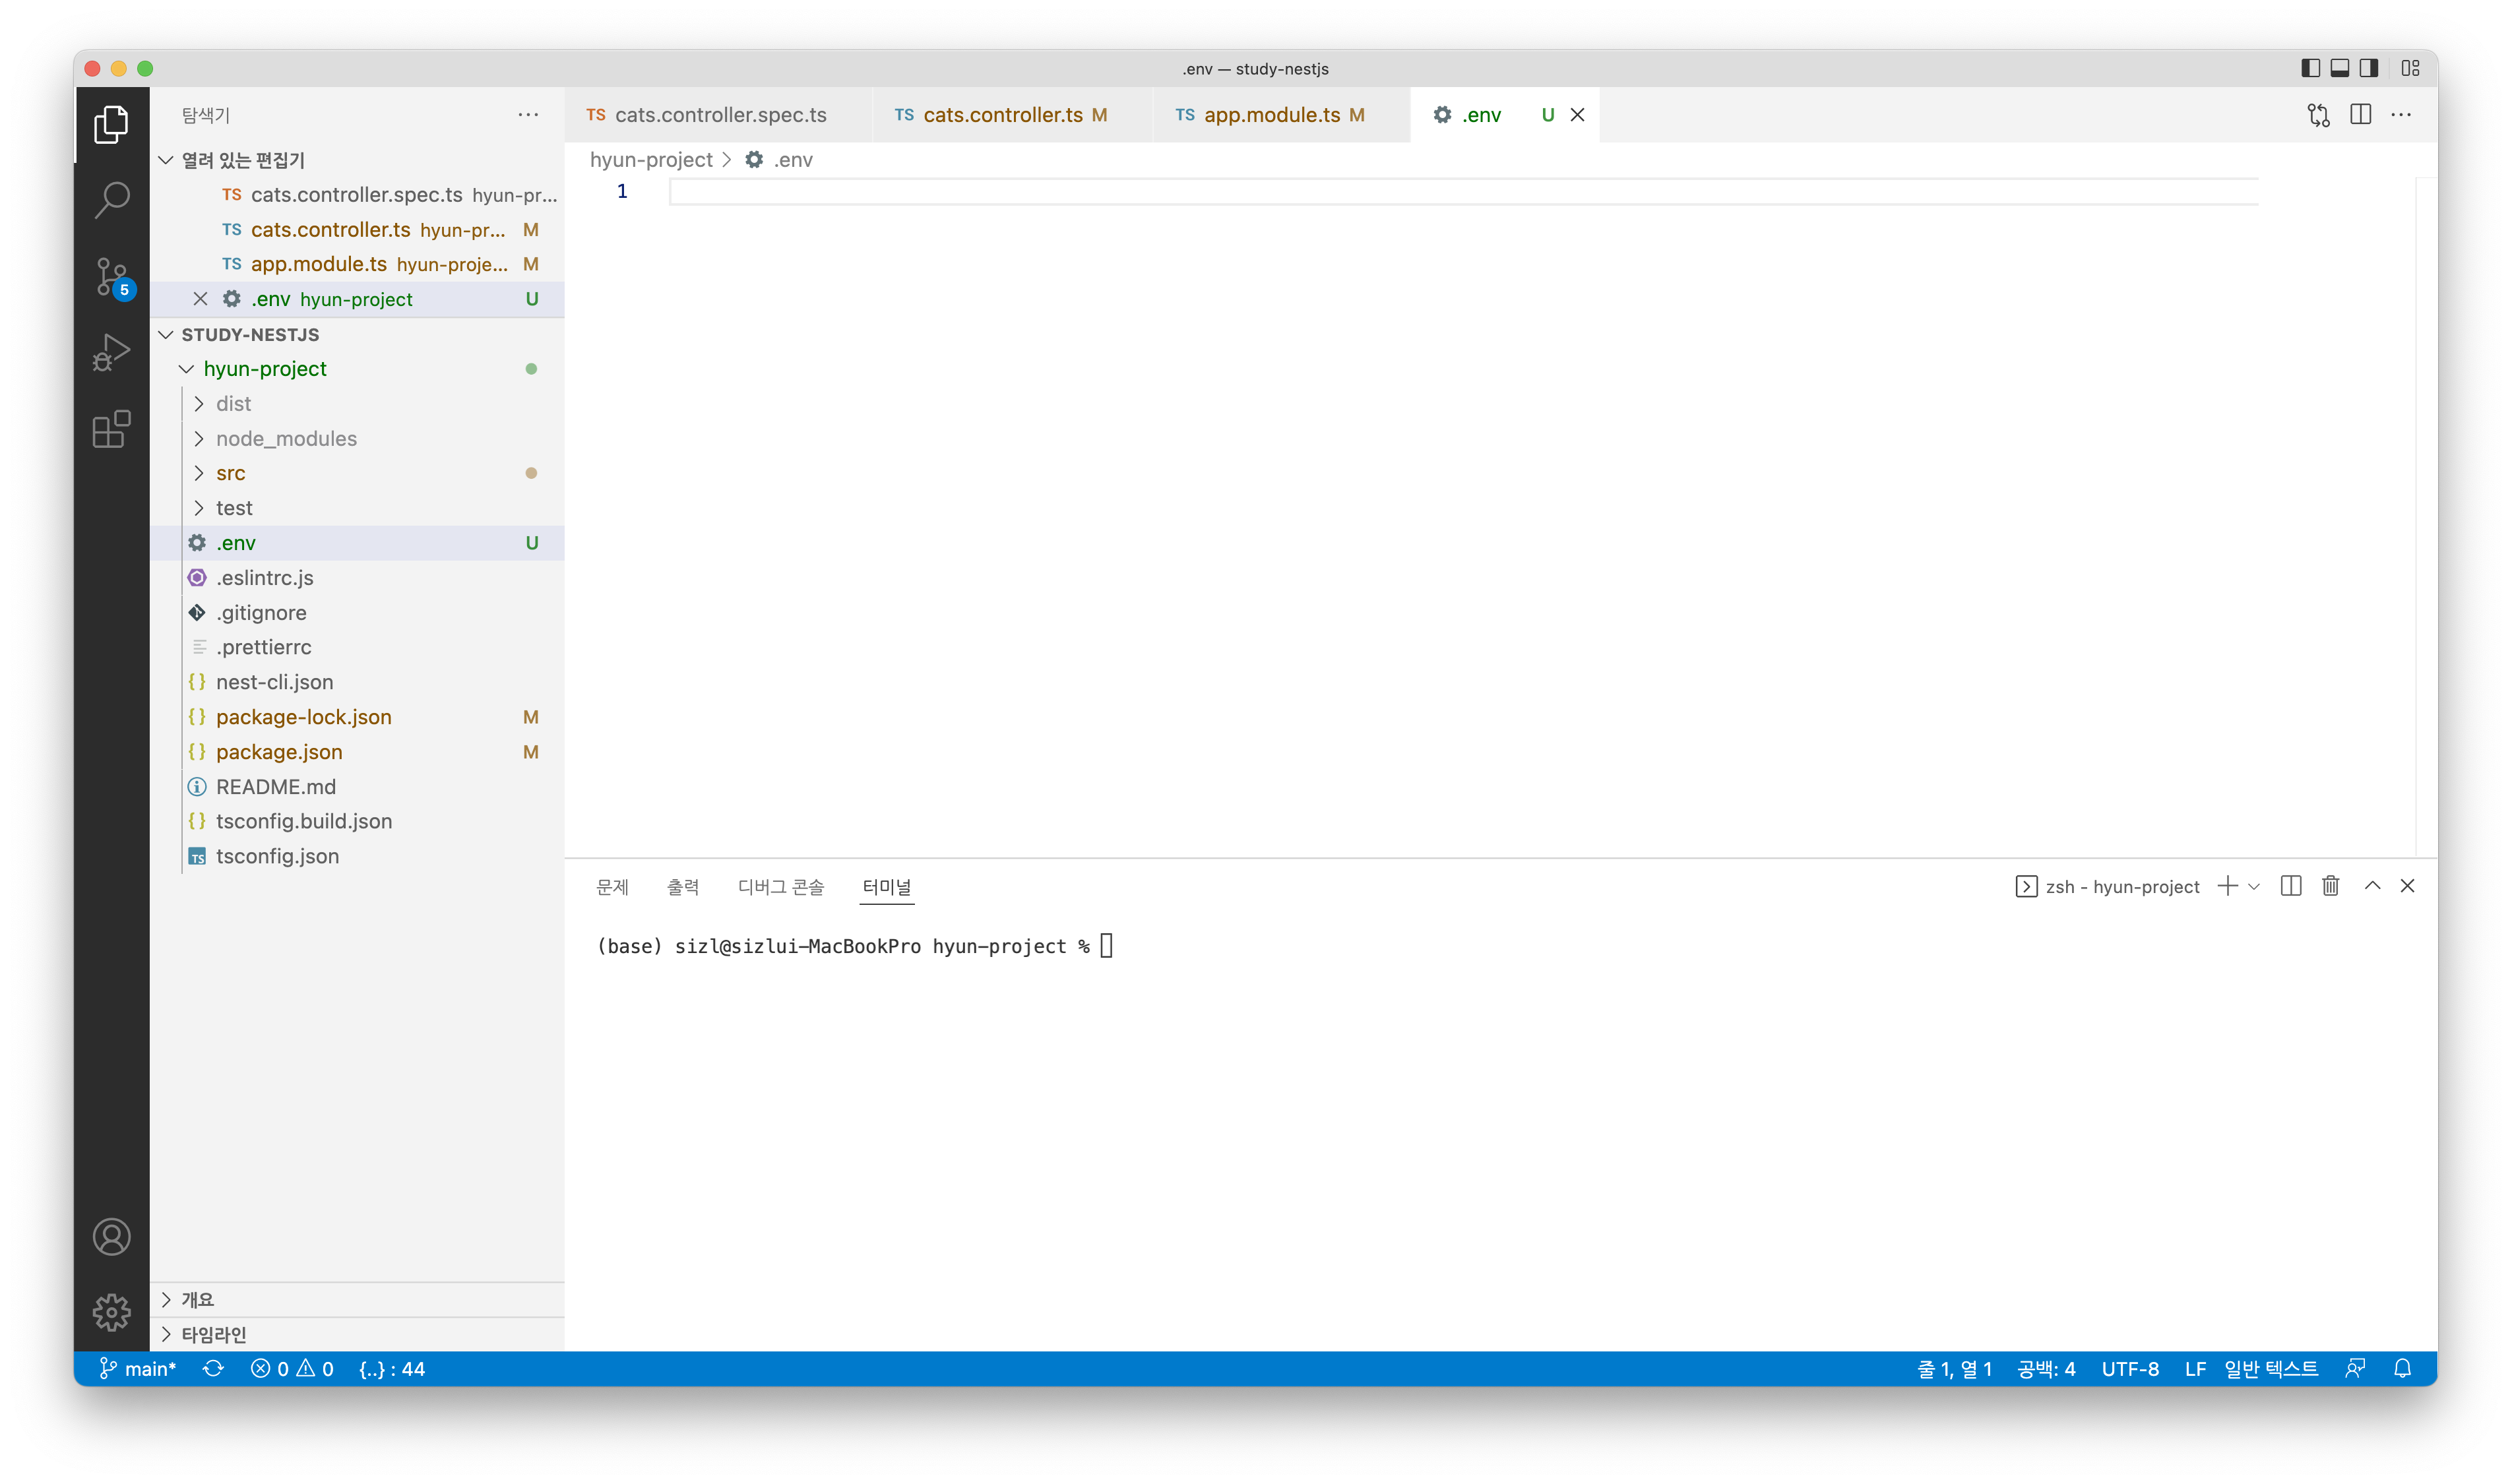 .env — study-nestjs
탐색기
열려 있는 편집기
TS cats.controller.spec.ts hyun-pr...
TS cats.controller.ts hyun-pr... M
TS app.module.ts hyun-proje... M
.env hyun-project U
STUDY-NESTJS
hyun-project
dist
node_modules
src
test
.env U
.eslintrc.js
.gitignore
.prettierrc
{} nest-cli.json
{} package-lock.json M
{} package.json M
README.md
{} tsconfig.build.json
TS tsconfig.json
개요
타임라인
TS cats.controller.spec.ts TS cats.controller.ts M TS app.module.ts M .env U
hyun-project > .env
1
문제 출력 디버그 콘솔 터미널 zsh - hyun-project
(base) sizl@sizlui-MacBookPro hyun-project %
5
main* 0 0 {..} : 44 줄 1, 열 1 공백: 4 UTF-8 LF 일반 텍스트